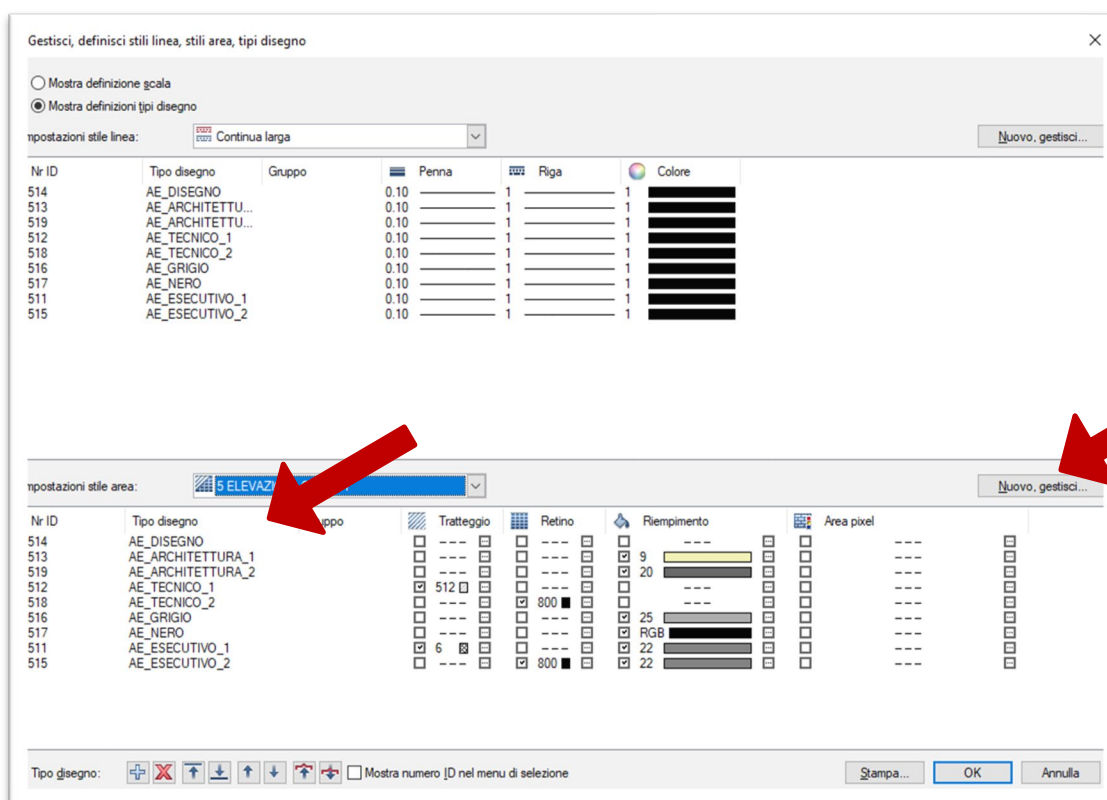 Gestisci, definisci stili linea, stili area, tipi disegno
Mostra definizione scala
Mostra definizioni tipi disegno
mpostazioni stile linea: Continua larga Nuovo, gestisci...
Nr ID Tipo disegno Gruppo Penna Riga Colore
514 AE_DISEGNO 0.10 1 1
513 AE_ARCHITETTU... 0.10 1 1
519 AE_ARCHITETTU... 0.10 1 1
512 AE_TECNICO_1 0.10 1 1
518 AE_TECNICO_2 0.10 1 1
516 AE_GRIGIO 0.10 1 1
517 AE_NERO 0.10 1 1
511 AE_ESECUTIVO_1 0.10 1 1
515 AE_ESECUTIVO_2 0.10 1 1
mpostazioni stile area: 5 ELEVAZI Nuovo, gestisci...
Nr ID Tipo disegno uppo Tratteggio Retino Riempimento Area pixel
514 AE_DISEGNO --- --- --- ---
513 AE_ARCHITETTURA_1 --- --- 9 ---
519 AE_ARCHITETTURA_2 --- --- 20 ---
512 AE_TECNICO_1 512 --- --- ---
518 AE_TECNICO_2 --- 800 --- ---
516 AE_GRIGIO --- --- 25 ---
517 AE_NERO --- --- RGB ---
511 AE_ESECUTIVO_1 6 --- 22 ---
515 AE_ESECUTIVO_2 --- 800 22 ---
Tipo disegno: Mostra numero ID nel menu di selezione Stampa... OK Annulla